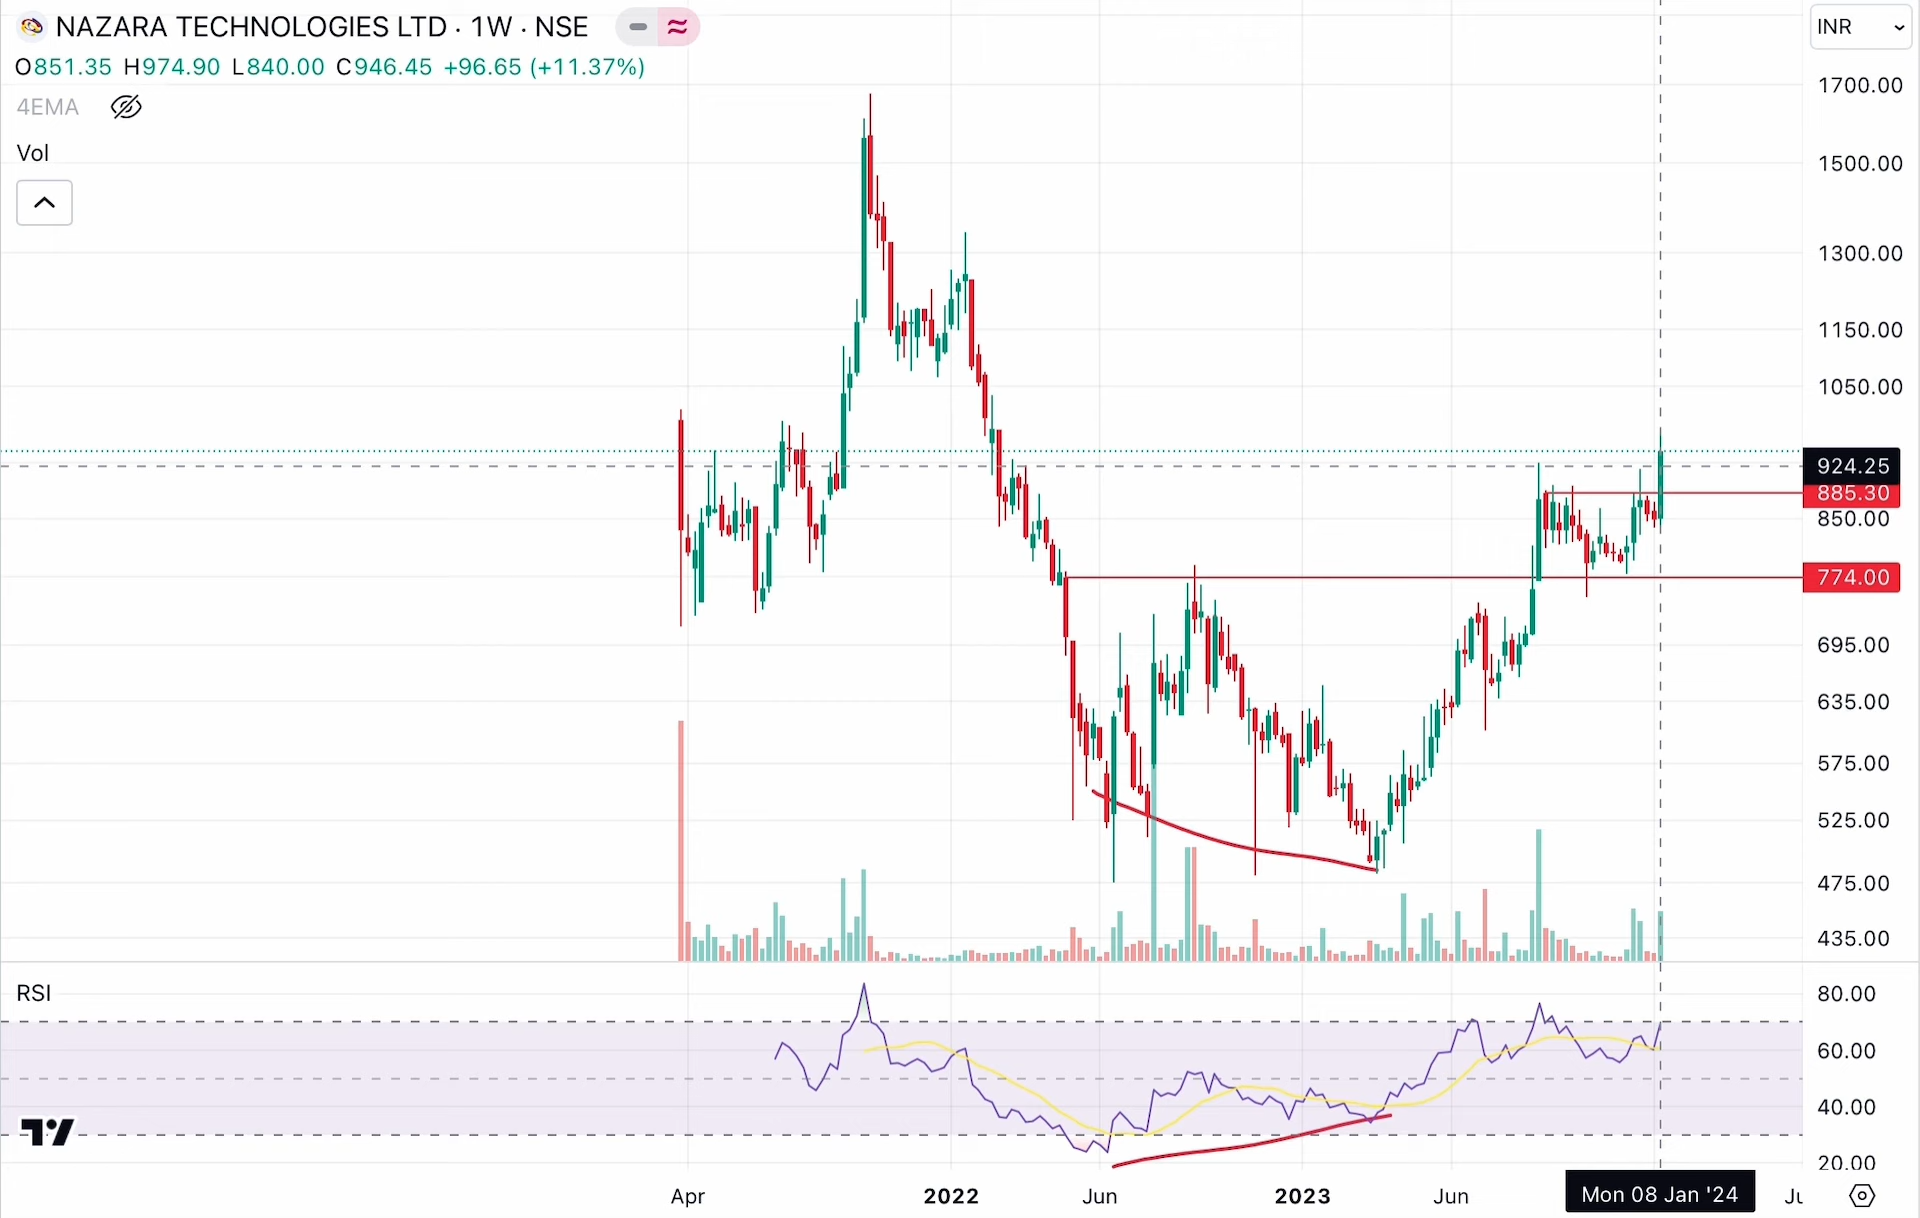 NAZARA TECHNOLOGIES LTD · 1W · NSE
O851.35 H974.90 L840.00 C946.45 +96.65 (+11.37%)
4EMA
Vol
INR
1700.00
1500.00
1300.00
1150.00
1050.00
924.25
885.30
850.00
774.00
695.00
635.00
575.00
525.00
475.00
435.00
RSI
80.00
60.00
40.00
20.00
Apr 2022 Jun 2023 Jun Mon 08 Jan '24